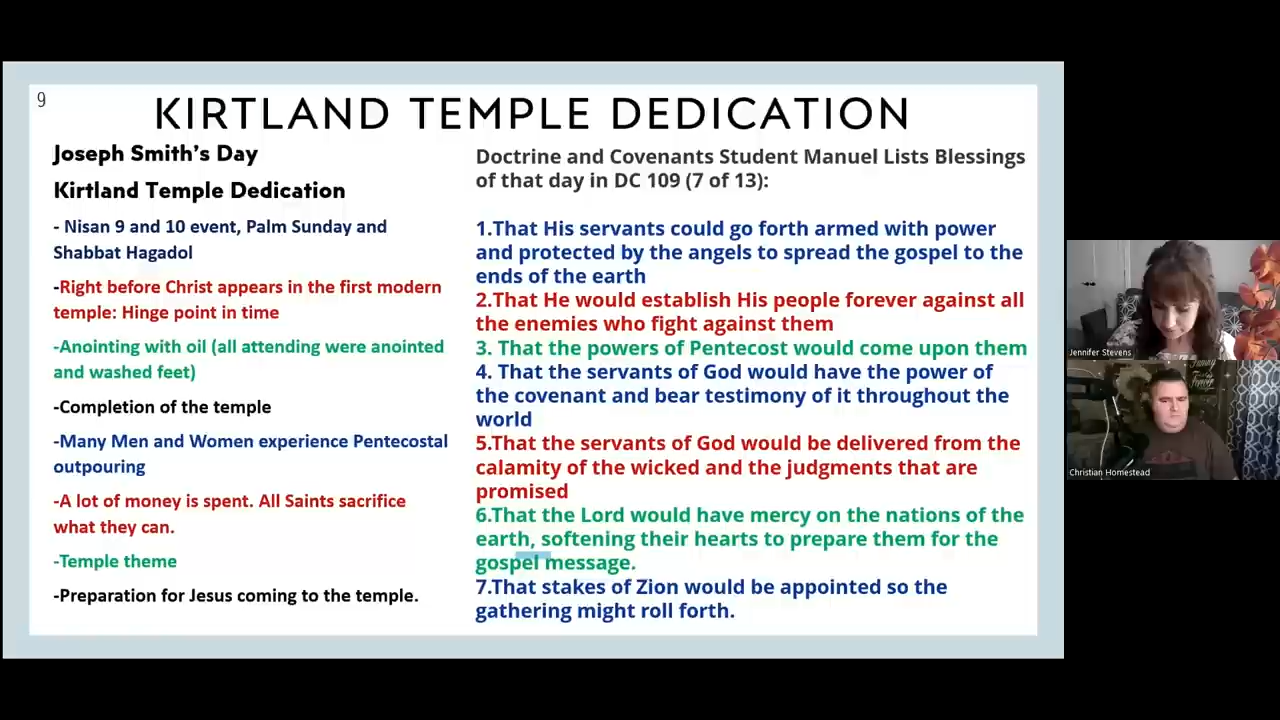 9
KIRTLAND TEMPLE DEDICATION
Joseph Smith's Day
Kirtland Temple Dedication
- Nisan 9 and 10 event, Palm Sunday and
Shabbat Hagadol
-Right before Christ appears in the first modern
temple: Hinge point in time
-Anointing with oil (all attending were anointed
and washed feet)
-Completion of the temple
-Many Men and Women experience Pentecostal
outpouring
-A lot of money is spent. All Saints sacrifice
what they can.
-Temple theme
-Preparation for Jesus coming to the temple.
Doctrine and Covenants Student Manuel Lists Blessings
of that day in DC 109 (7 of 13):
1.That His servants could go forth armed with power
and protected by the angels to spread the gospel to the
ends of the earth
2.That He would establish His people forever against all
the enemies who fight against them
3. That the powers of Pentecost would come upon them
4. That the servants of God would have the power of
the covenant and bear testimony of it throughout the
world
5.That the servants of God would be delivered from the
calamity of the wicked and the judgments that are
promised
6.That the Lord would have mercy on the nations of the
earth, softening their hearts to prepare them for the
gospel message.
7.That stakes of Zion would be appointed so the
gathering might roll forth.
Jennifer Stevens
Christian Homestead